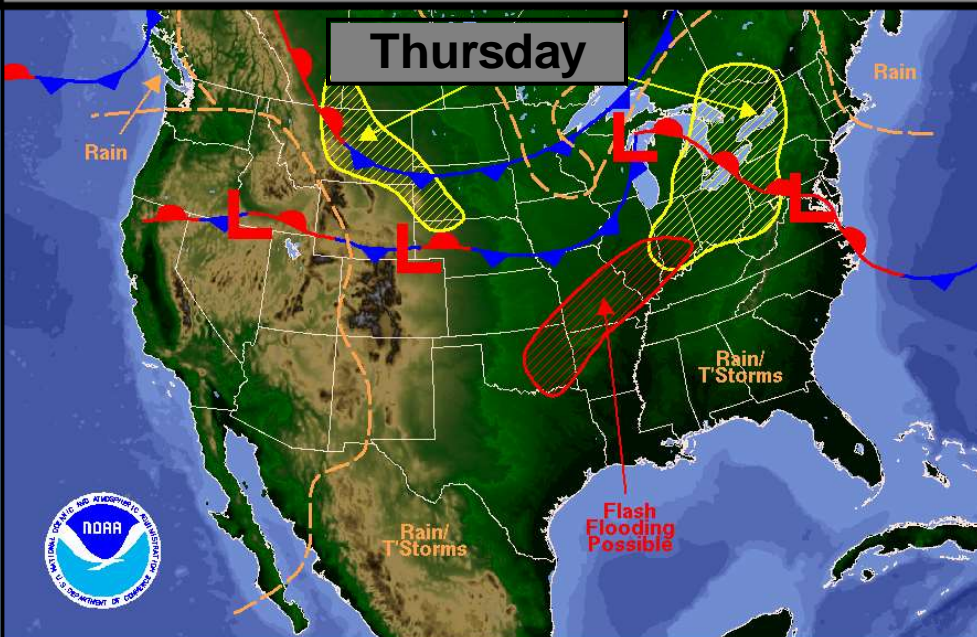 Thursday
Rain
Rain
L
L
L
L
Rain/
T'Storms
Flash
Flooding
Possible
Rain/
T'Storms
NATIONAL OCEANIC AND ATMOSPHERIC ADMINISTRATION
NOAA
U.S. DEPARTMENT OF COMMERCE